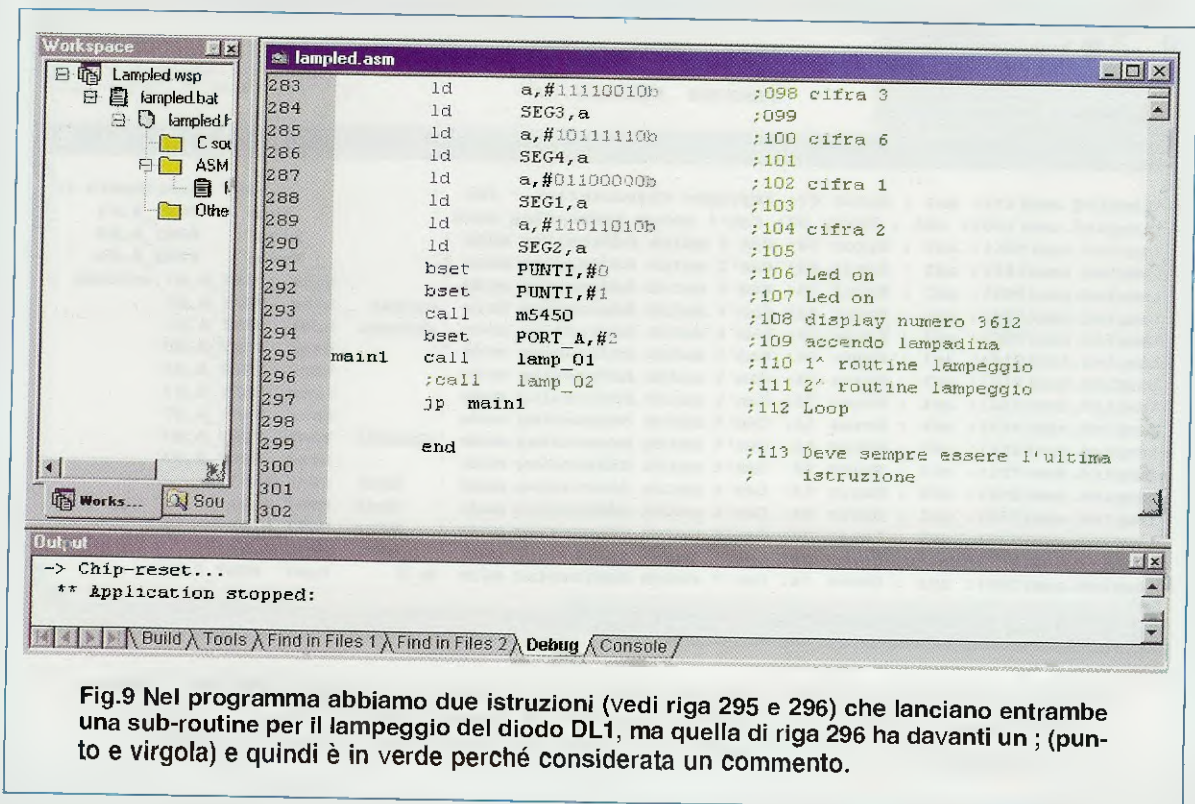 Workspace
Lampled.wsp
lampled.bat
lampled.h
C sou
ASM
Othe
Works...
Sou
lampled.asm
283 ld a,#11110010b ;098 cifra 3
284 ld SEG3,a ;099
285 ld a,#10111110b ;100 cifra 6
286 ld SEG4,a ;101
287 ld a,#01100000b ;102 cifra 1
288 ld SEG1,a ;103
289 ld a,#11011010b ;104 cifra 2
290 ld SEG2,a ;105
291 bset PUNTI,#0 ;106 Led on
292 bset PUNTI,#1 ;107 Led on
293 call m5450 ;108 display numero 3612
294 bset PORT_A,#2 ;109 accendo lampadina
295 main1 call lamp_01 ;110 1^ routine lampeggio
296 ;call lamp_02 ;111 2^ routine lampeggio
297 jp main1 ;112 Loop
298
299 end ;113 Deve sempre essere l'ultima
300 ; istruzione
301
302
Output
-> Chip-reset...
** Application stopped:
Build Tools Find in Files 1 Find in Files 2 Debug Console
Fig.9 Nel programma abbiamo due istruzioni (vedi riga 295 e 296) che lanciano entrambe
una sub-routine per il lampeggio del diodo DL1, ma quella di riga 296 ha davanti un ; (pun-
to e virgola) e quindi è in verde perché considerata un commento.